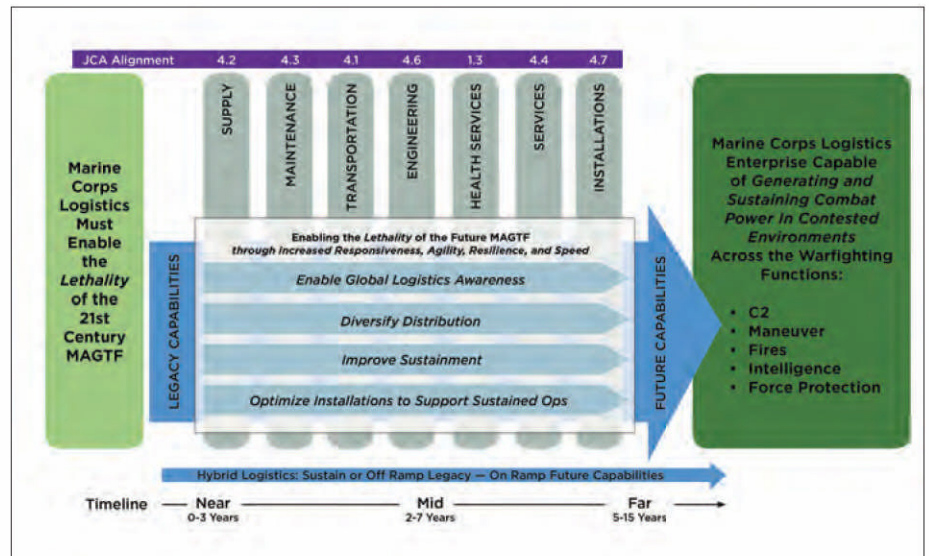 JCA Alignment 4.2 4.3 4.1 4.6 1.3 4.4 4.7
SUPPLY
MAINTENANCE
TRANSPORTATION
ENGINEERING
HEALTH SERVICES
SERVICES
INSTALLATIONS
Marine
Corps
Logistics
Must
Enable
the
Lethality
of the
21st
Century
MAGTF
LEGACY CAPABILITIES
Enabling the Lethality of the Future MAGTF
through Increased Responsiveness, Agility, Resilience, and Speed
Enable Global Logistics Awareness
Diversify Distribution
Improve Sustainment
Optimize Installations to Support Sustained Ops
FUTURE CAPABILITIES
Marine Corps Logistics
Enterprise Capable
of Generating and
Sustaining Combat
Power in Contested
Environments
Across the Warfighting
Functions:
• C2
• Maneuver
• Fires
• Intelligence
• Force Protection
Hybrid Logistics: Sustain or Off Ramp Legacy — On Ramp Future Capabilities
Timeline Near Mid Far
0-3 Years 2-7 Years 5-15 Years